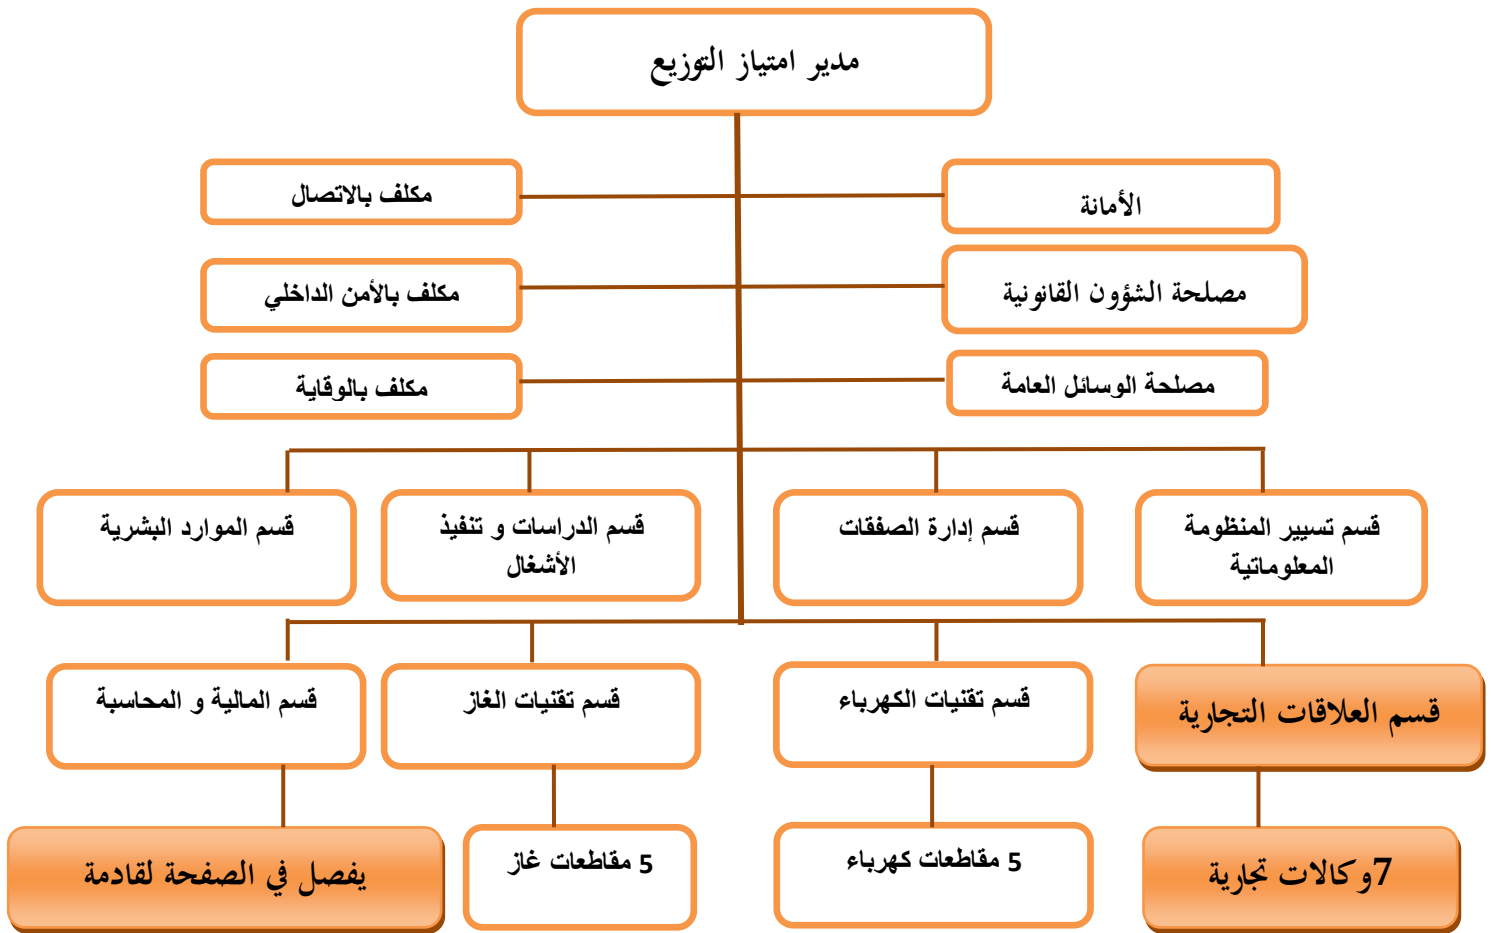 مدير امتياز التوزيع
الأمانة
مكلف بالاتصال
مصلحة الشؤون القانونية
مكلف بالأمن الداخلي
مصلحة الوسائل العامة
مكلف بالوقاية
قسم تسيير المنظومة
المعلوماتية
قسم إدارة الصفقات
قسم الدراسات و تنفيذ
الأشغال
قسم الموارد البشرية
قسم العلاقات التجارية
قسم تقنيات الكهرباء
قسم تقنيات الغاز
قسم المالية و المحاسبة
7وكالات تجارية
5 مقاطعات كهرباء
5 مقاطعات غاز
يفصل في الصفحة لقادمة